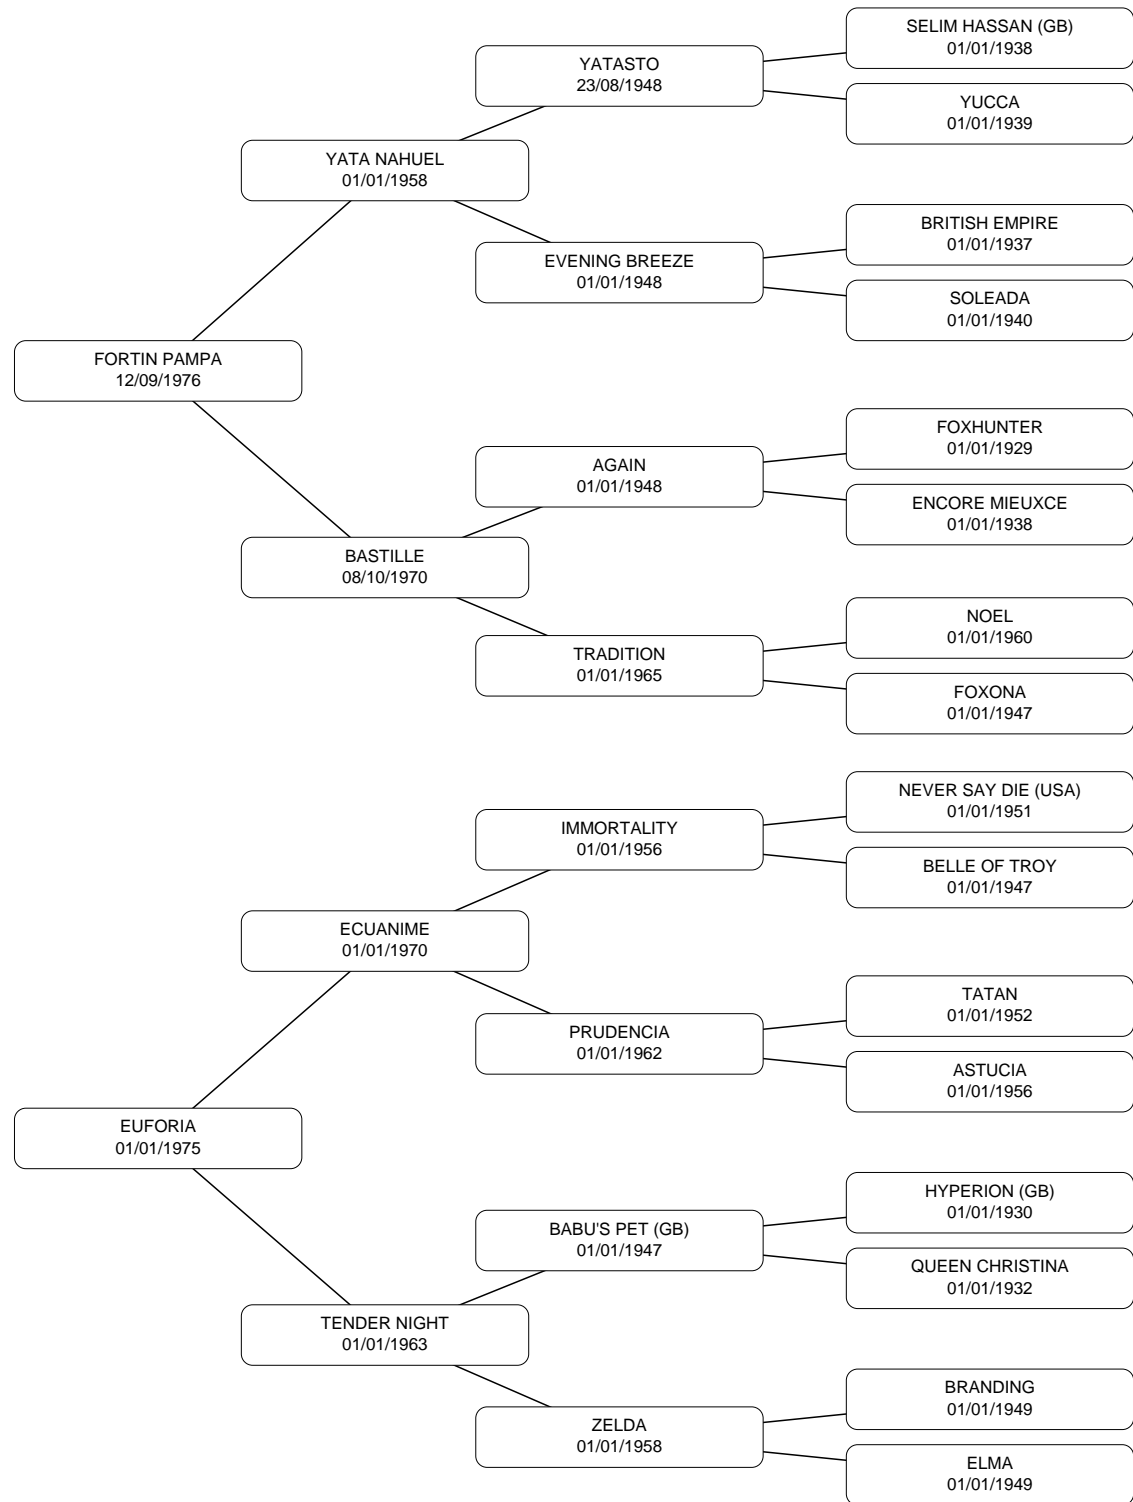 SELIM HASSAN (GB)
01/01/1938
YATASTO
23/08/1948
YUCCA
01/01/1939
YATA NAHUEL
01/01/1958
BRITISH EMPIRE
01/01/1937
EVENING BREEZE
01/01/1948
SOLEADA
01/01/1940
FORTIN PAMPA
12/09/1976
FOXHUNTER
01/01/1929
AGAIN
01/01/1948
ENCORE MIEUXCE
01/01/1938
BASTILLE
08/10/1970
NOEL
01/01/1960
TRADITION
01/01/1965
FOXONA
01/01/1947
NEVER SAY DIE (USA)
01/01/1951
IMMORTALITY
01/01/1956
BELLE OF TROY
01/01/1947
ECUANIME
01/01/1970
TATAN
01/01/1952
PRUDENCIA
01/01/1962
ASTUCIA
01/01/1956
EUFORIA
01/01/1975
HYPERION (GB)
01/01/1930
BABU'S PET (GB)
01/01/1947
QUEEN CHRISTINA
01/01/1932
TENDER NIGHT
01/01/1963
BRANDING
01/01/1949
ZELDA
01/01/1958
ELMA
01/01/1949